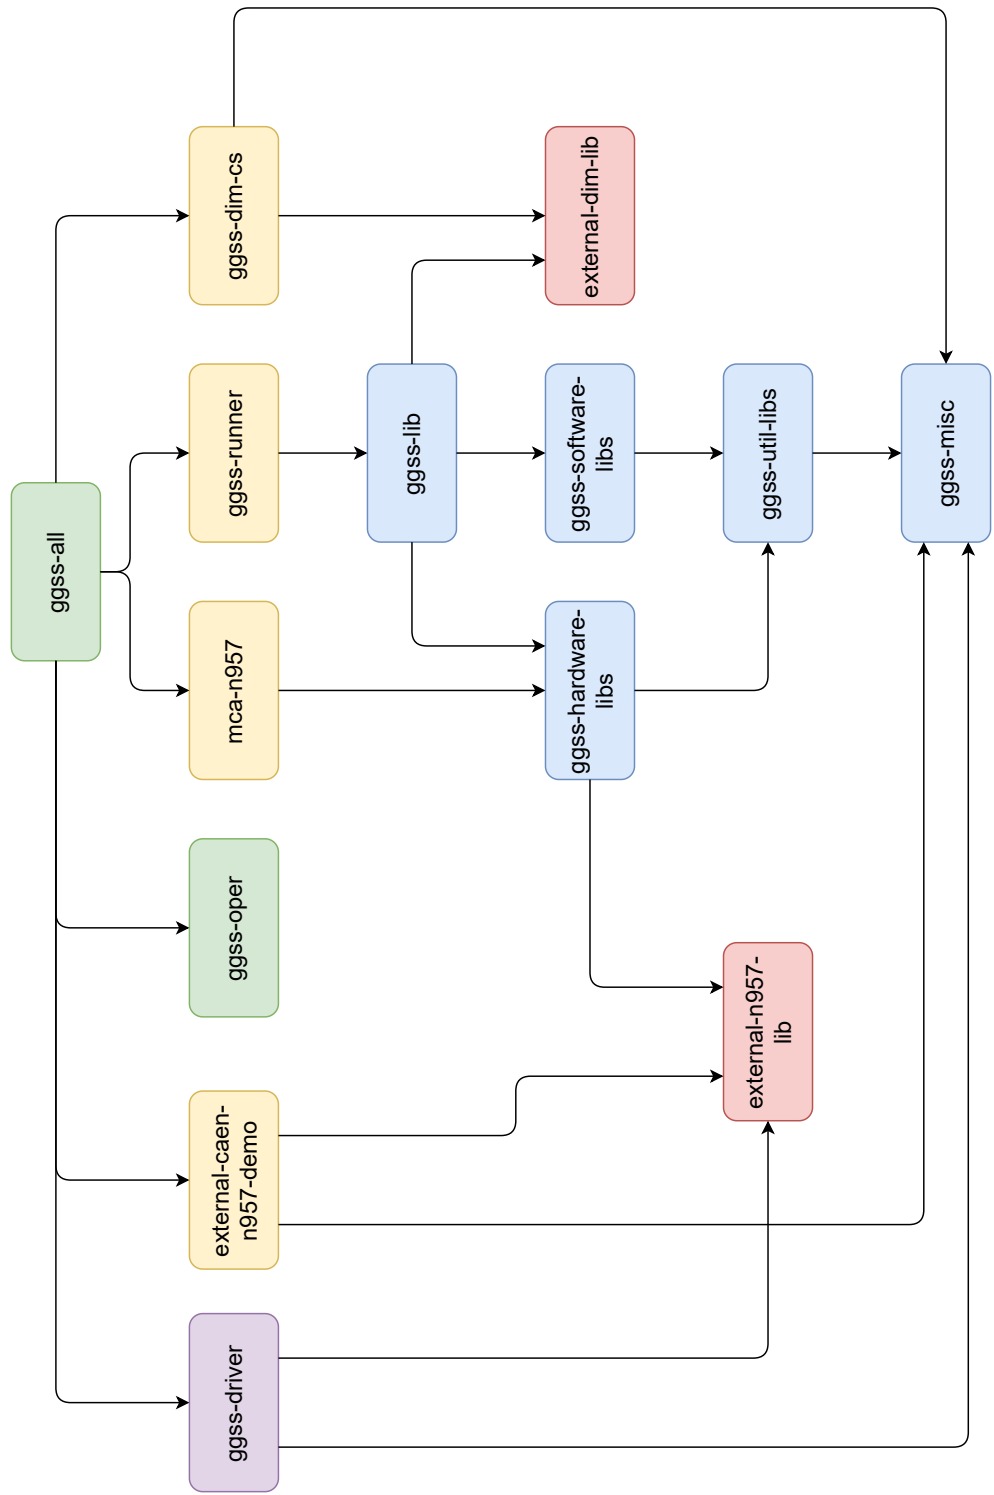 ggss-all
ggss-driver
external-caen-
n957-demo
ggss-oper
mca-n957
ggss-runner
ggss-dim-cs
ggss-lib
ggss-hardware-
libs
ggss-software-
libs
external-dim-lib
external-n957-
lib
ggss-util-libs
ggss-misc